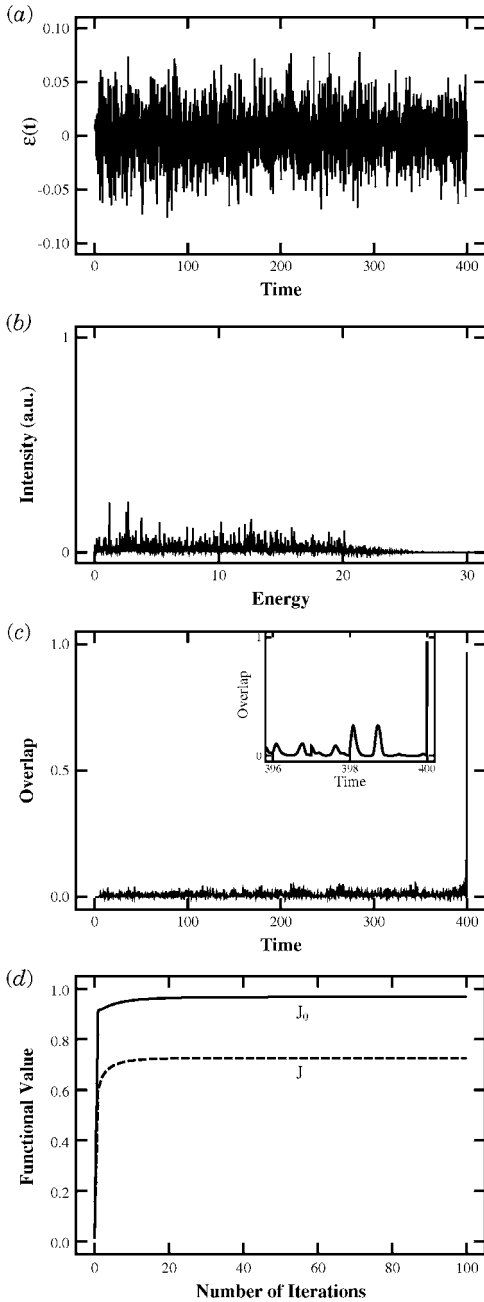 (a)
0.10
0.05
0
-0.05
-0.10
ε(t)
0 100 200 300 400
Time
(b)
1
0
Intensity (a.u.)
0 10 20 30
Energy
(c)
1.0
0.5
0.0
Overlap
1
0
Overlap
396 398 400
Time
0 100 200 300 400
Time
(d)
1.0
0.8
0.6
0.4
0.2
0.0
Functional Value
J₀
J
0 20 40 60 80 100
Number of Iterations